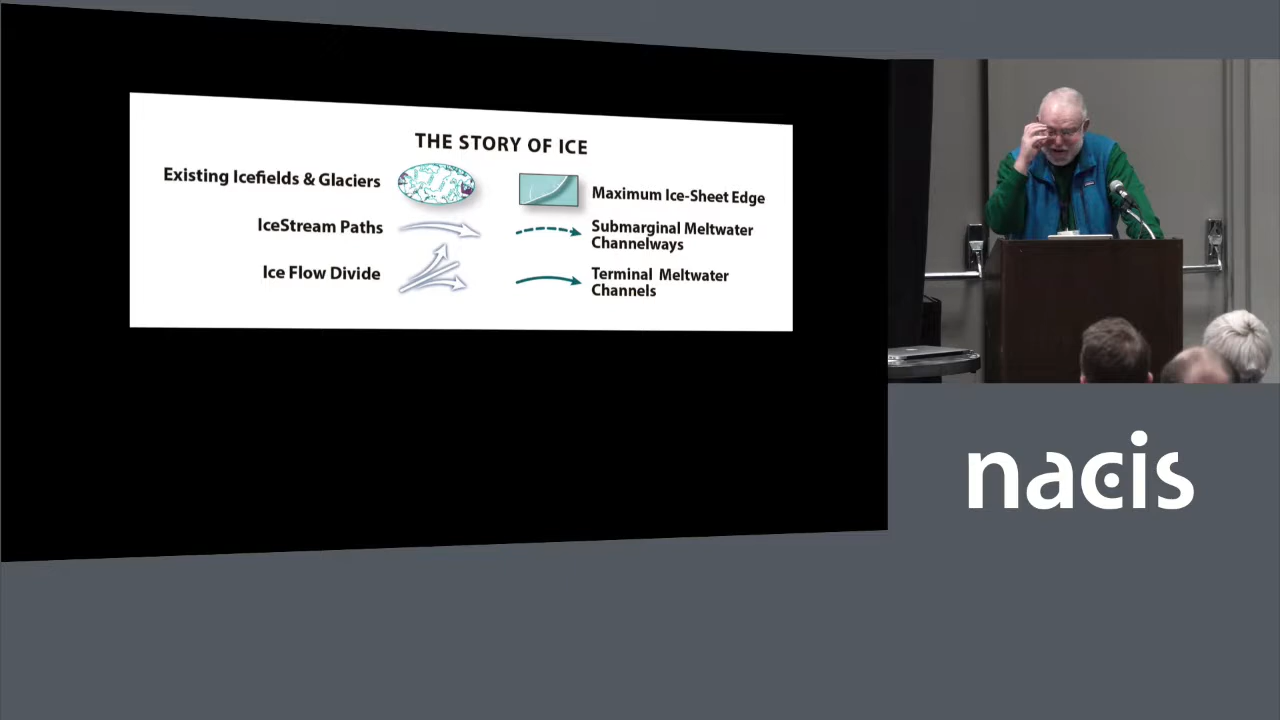 THE STORY OF ICE
Existing Icefields & Glaciers
IceStream Paths
Ice Flow Divide
Maximum Ice-Sheet Edge
Submarginal Meltwater
Channelways
Terminal Meltwater
Channels
nacis